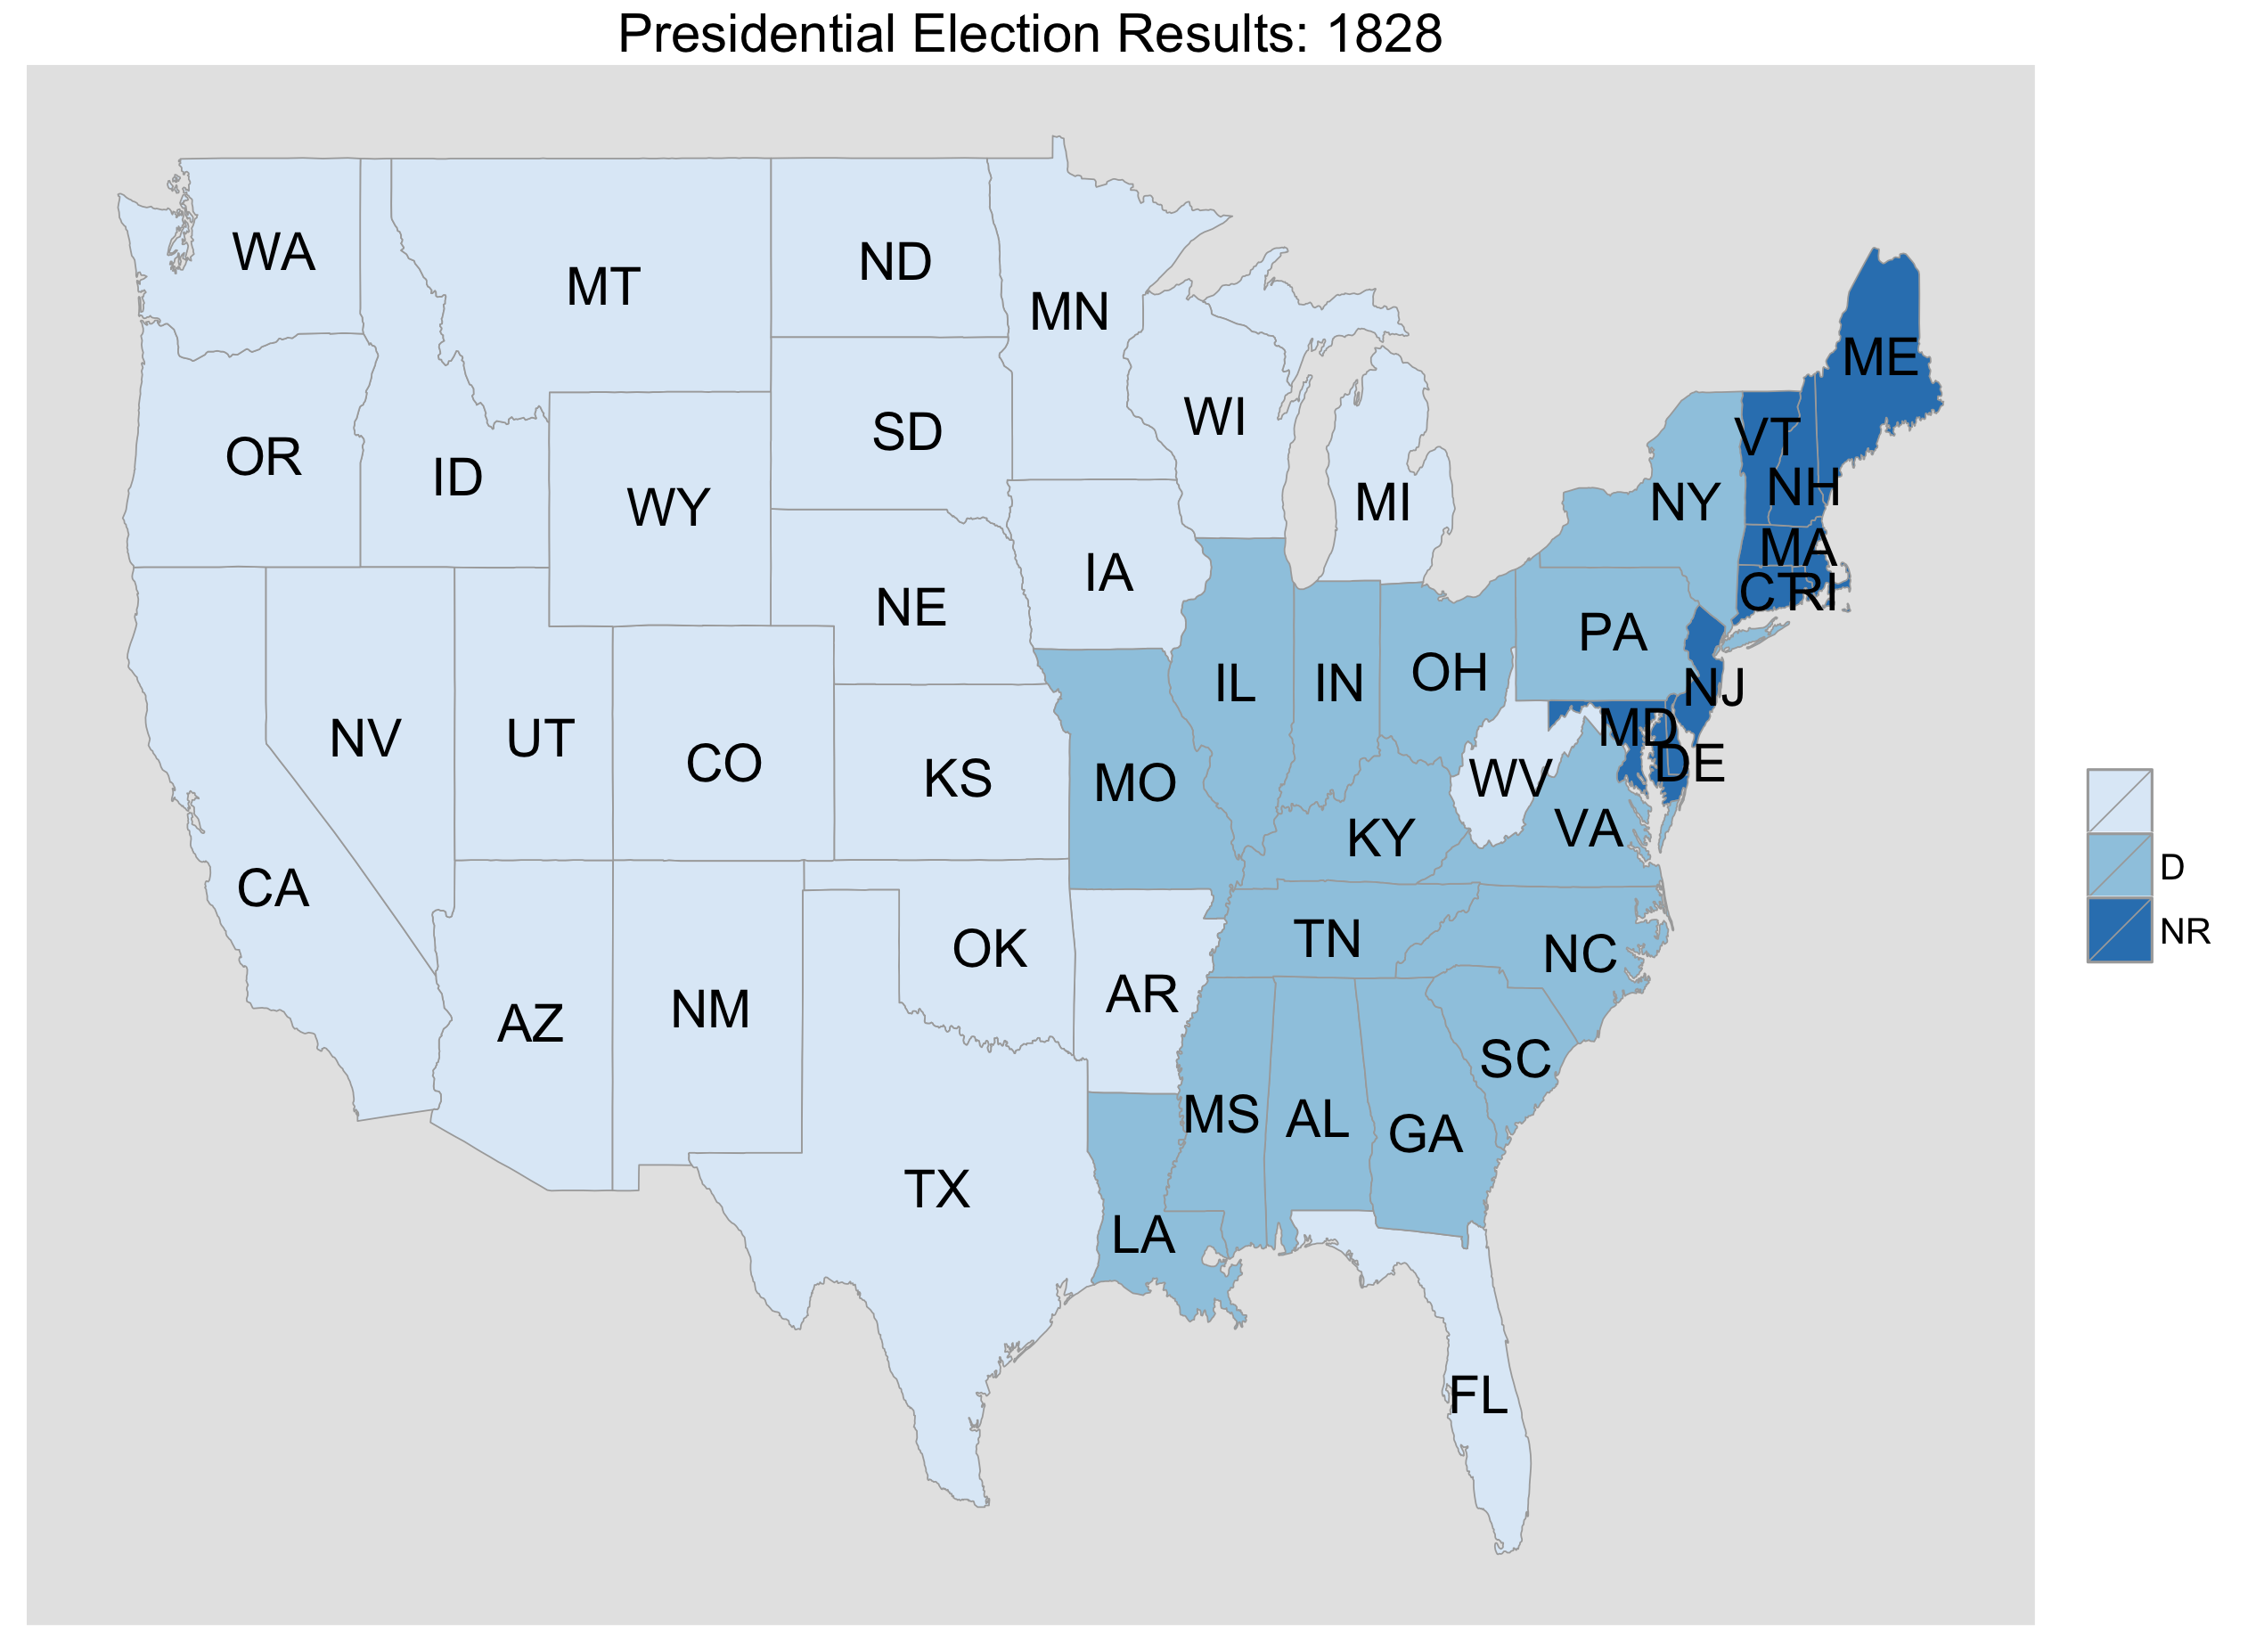 Presidential Election Results: 1828
WA
MT
ND
MN
ME
OR
ID
WY
SD
WI
MI
NY
VT
NH
MA
CT
RI
IA
NE
PA
NJ
IL
IN
OH
MD
DE
NV
UT
CO
KS
MO
WV
VA
KY
CA
OK
AR
TN
NC
AZ
NM
SC
MS
AL
GA
TX
LA
FL
D
NR